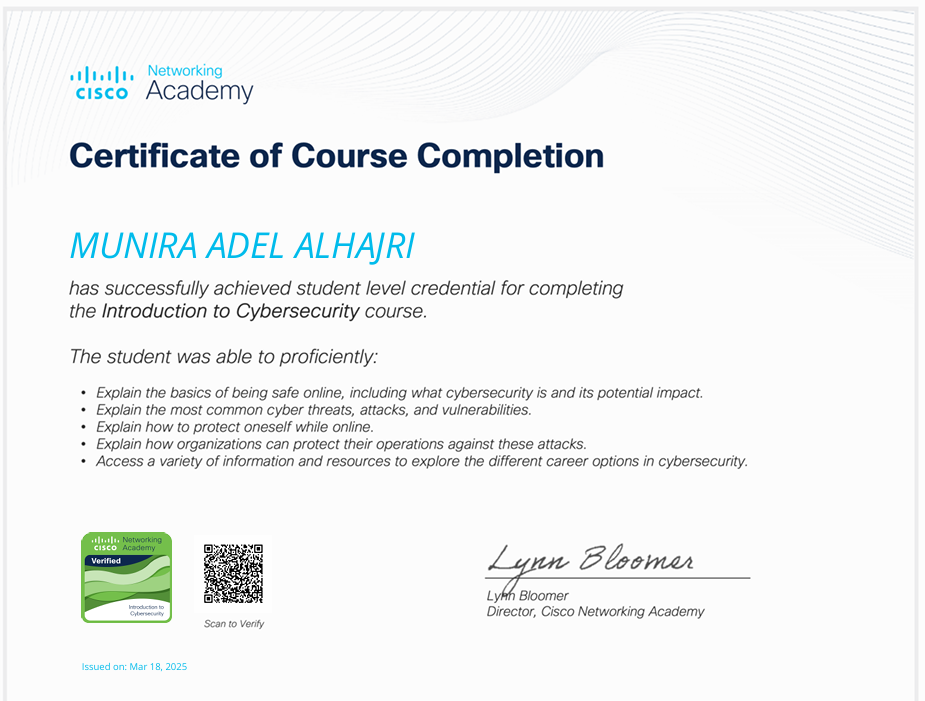 Networking
CISCO Academy
Certificate of Course Completion
MUNIRA ADEL ALHAJRI
has successfully achieved student level credential for completing
the Introduction to Cybersecurity course.
The student was able to proficiently:
• Explain the basics of being safe online, including what cybersecurity is and its potential impact.
• Explain the most common cyber threats, attacks, and vulnerabilities.
• Explain how to protect oneself while online.
• Explain how organizations can protect their operations against these attacks.
• Access a variety of information and resources to explore the different career options in cybersecurity.
Networking
CISCO Academy
Verified
Introduction to
Cybersecurity
Scan to Verify
Lynn Bloomer
Lynn Bloomer
Director, Cisco Networking Academy
Issued on: Mar 18, 2025